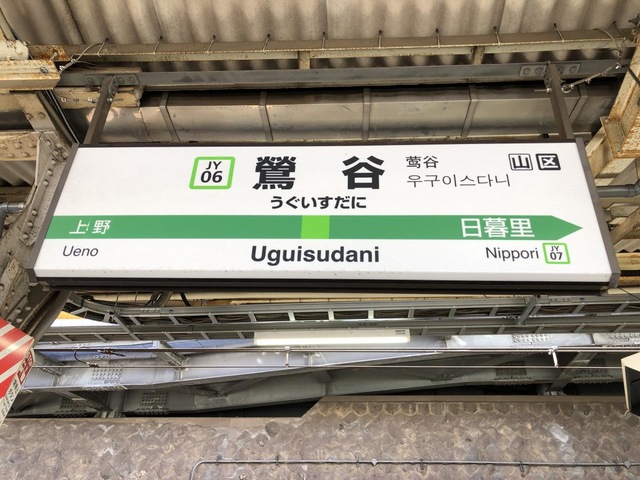 JY
06
鶯谷
莺谷
우구이스다니
山 区
うぐいすだに
上野
日暮里
Ueno
Uguisudani
Nippori
JY
07